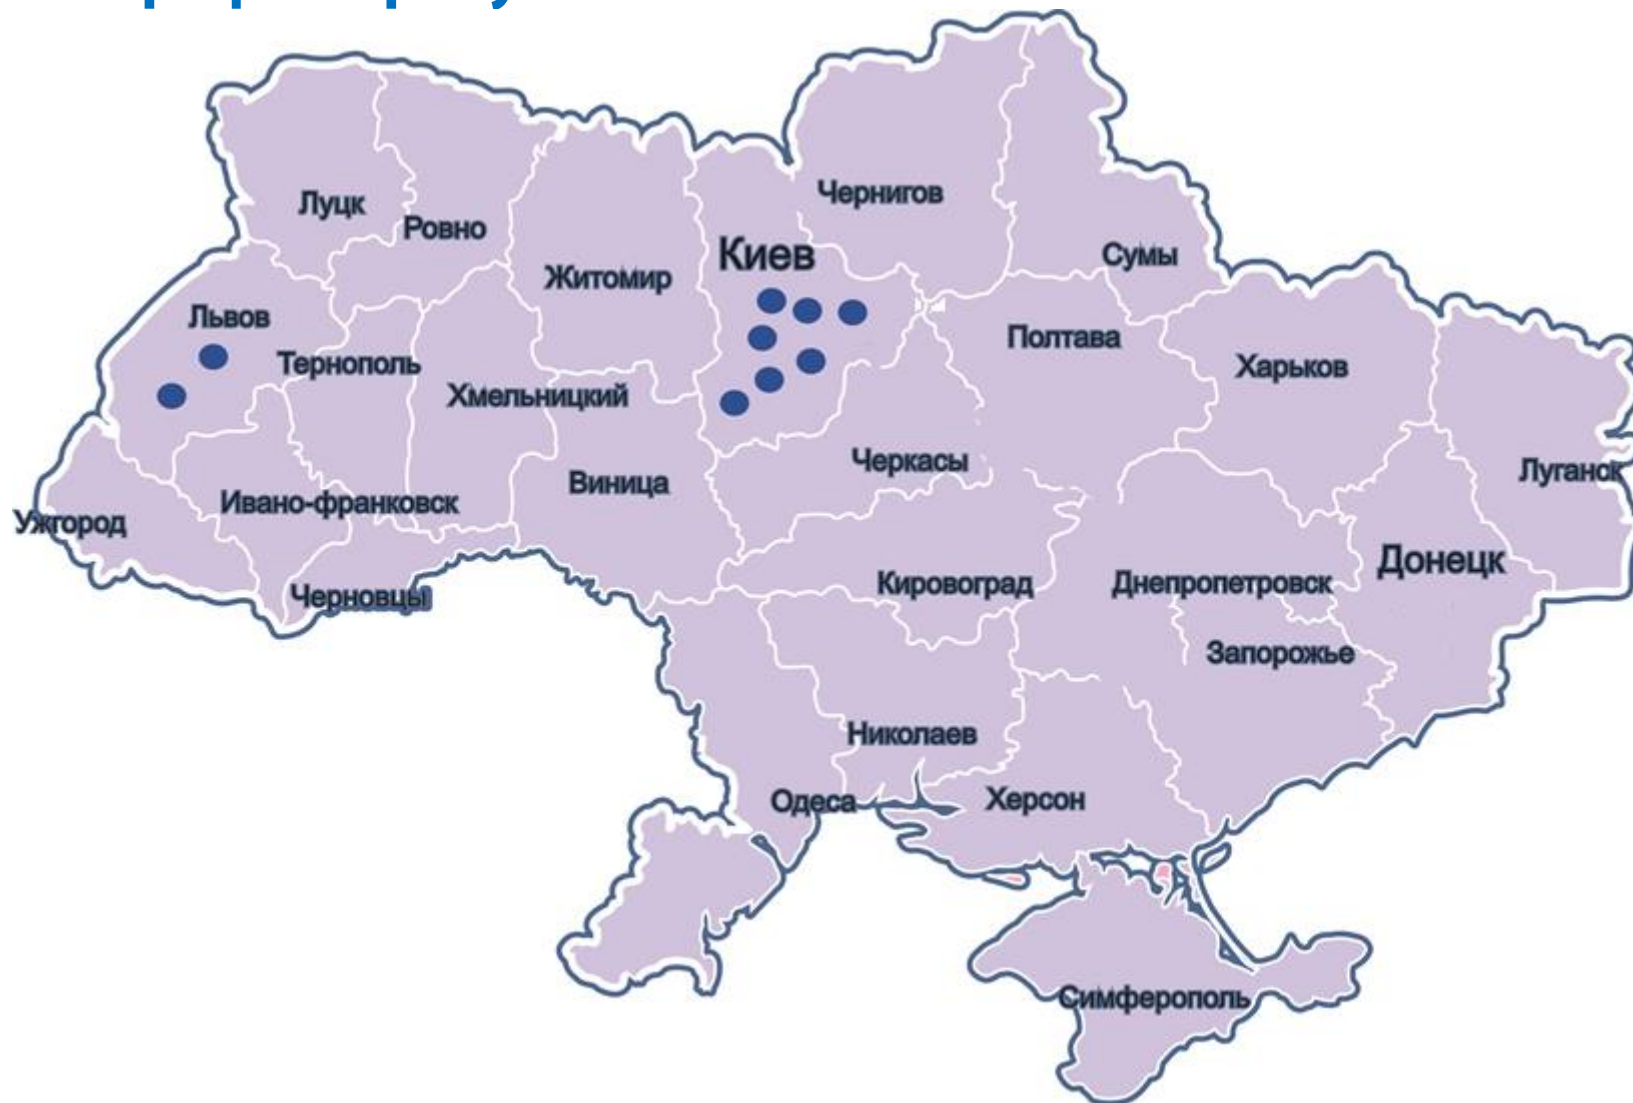 Чернигов
Луцк
Ровно
Киев
Сумы
Житомир
Львов
Полтава
Тернополь
Харьков
Хмельницкий
Черкасы
Луганск
Виница
Ивано-франковск
Ужгород
Донецк
Кировоград
Днепропетровск
Черновцы
Запорожье
Николаев
Одеса
Херсон
Симферополь